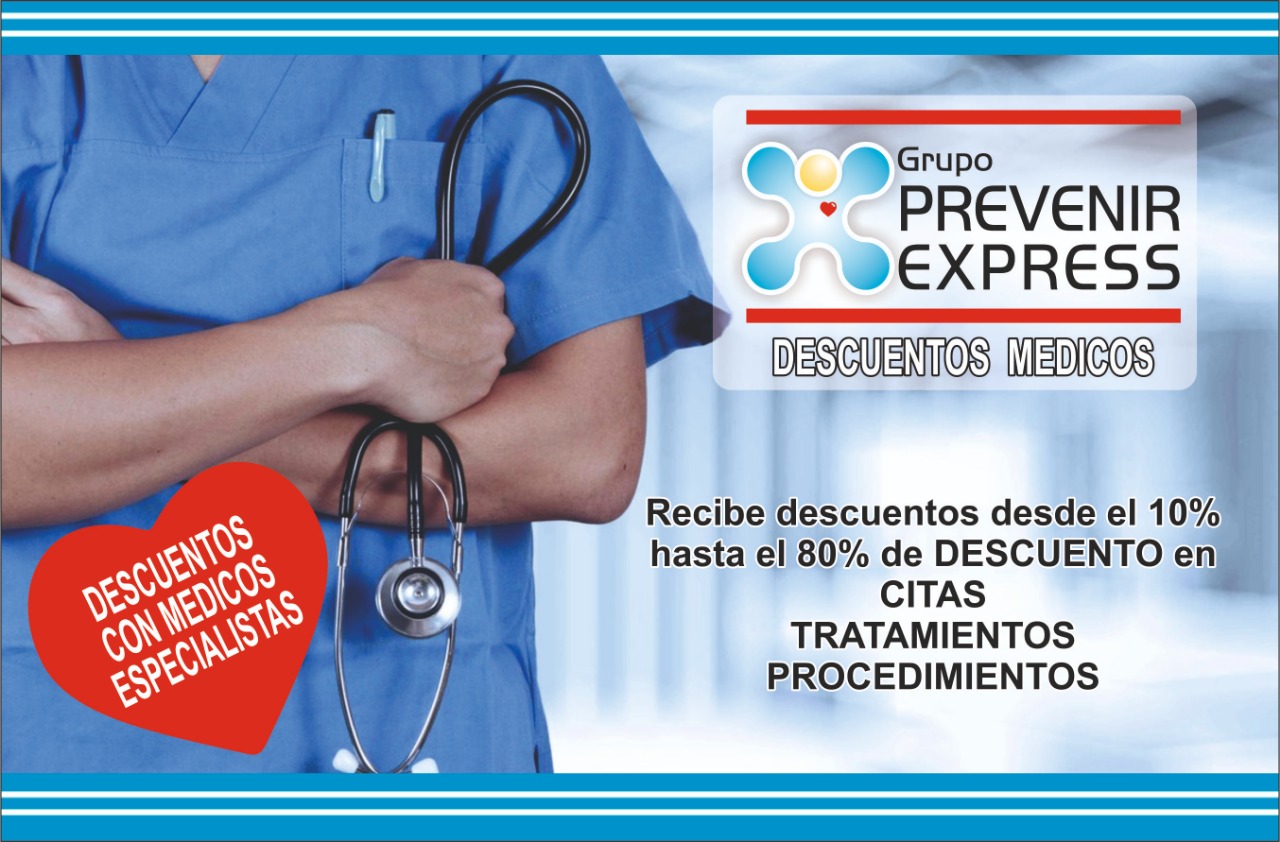 Grupo
PREVENIR
EXPRESS
DESCUENTOS MEDICOS
Recibe descuentos desde el 10%
hasta el 80% de DESCUENTO en
CITAS
TRATAMIENTOS
PROCEDIMIENTOS
DESCUENTOS
CON MEDICOS
ESPECIALISTAS